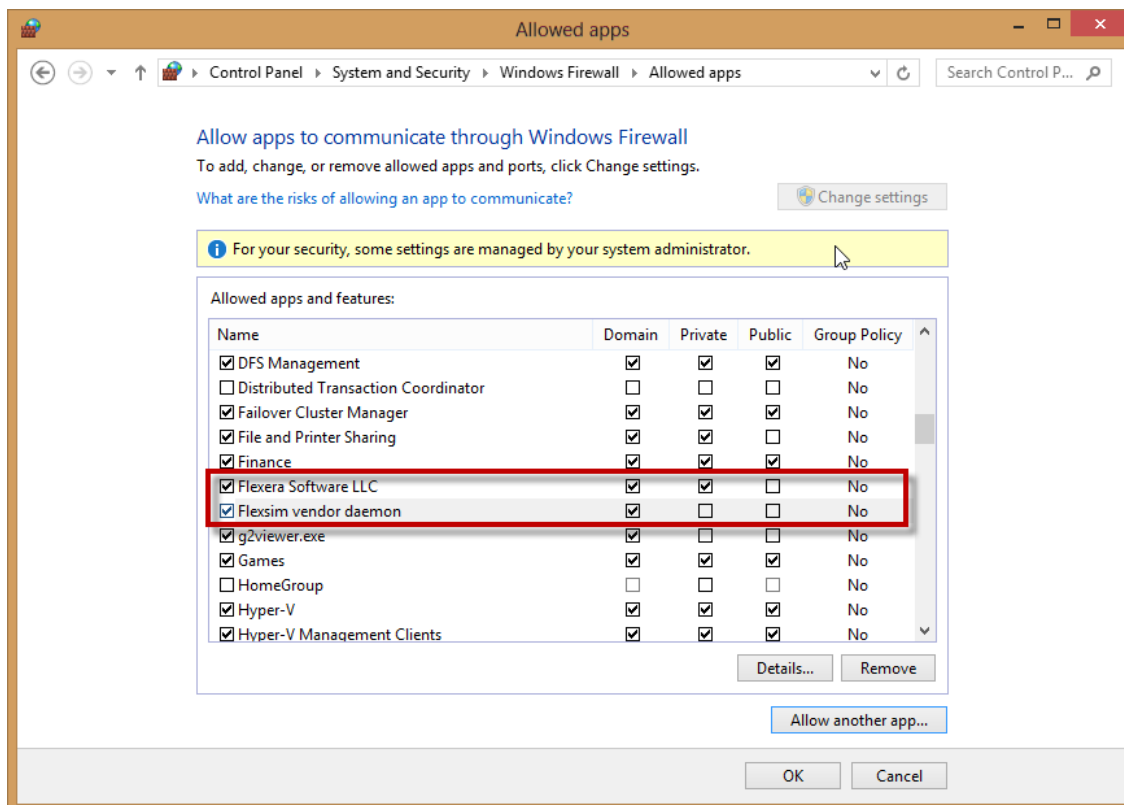 Allowed apps
Control Panel System and Security Windows Firewall Allowed apps
Search Control P...
Allow apps to communicate through Windows Firewall
To add, change, or remove allowed apps and ports, click Change settings.
What are the risks of allowing an app to communicate?
Change settings
For your security, some settings are managed by your system administrator.
Allowed apps and features:
Name Domain Private Public Group Policy
DFS Management No
Distributed Transaction Coordinator No
Failover Cluster Manager No
File and Printer Sharing No
Finance No
Flexera Software LLC No
Flexsim vendor daemon No
g2viewer.exe No
Games No
HomeGroup No
Hyper-V No
Hyper-V Management Clients No
Details... Remove
Allow another app...
OK Cancel